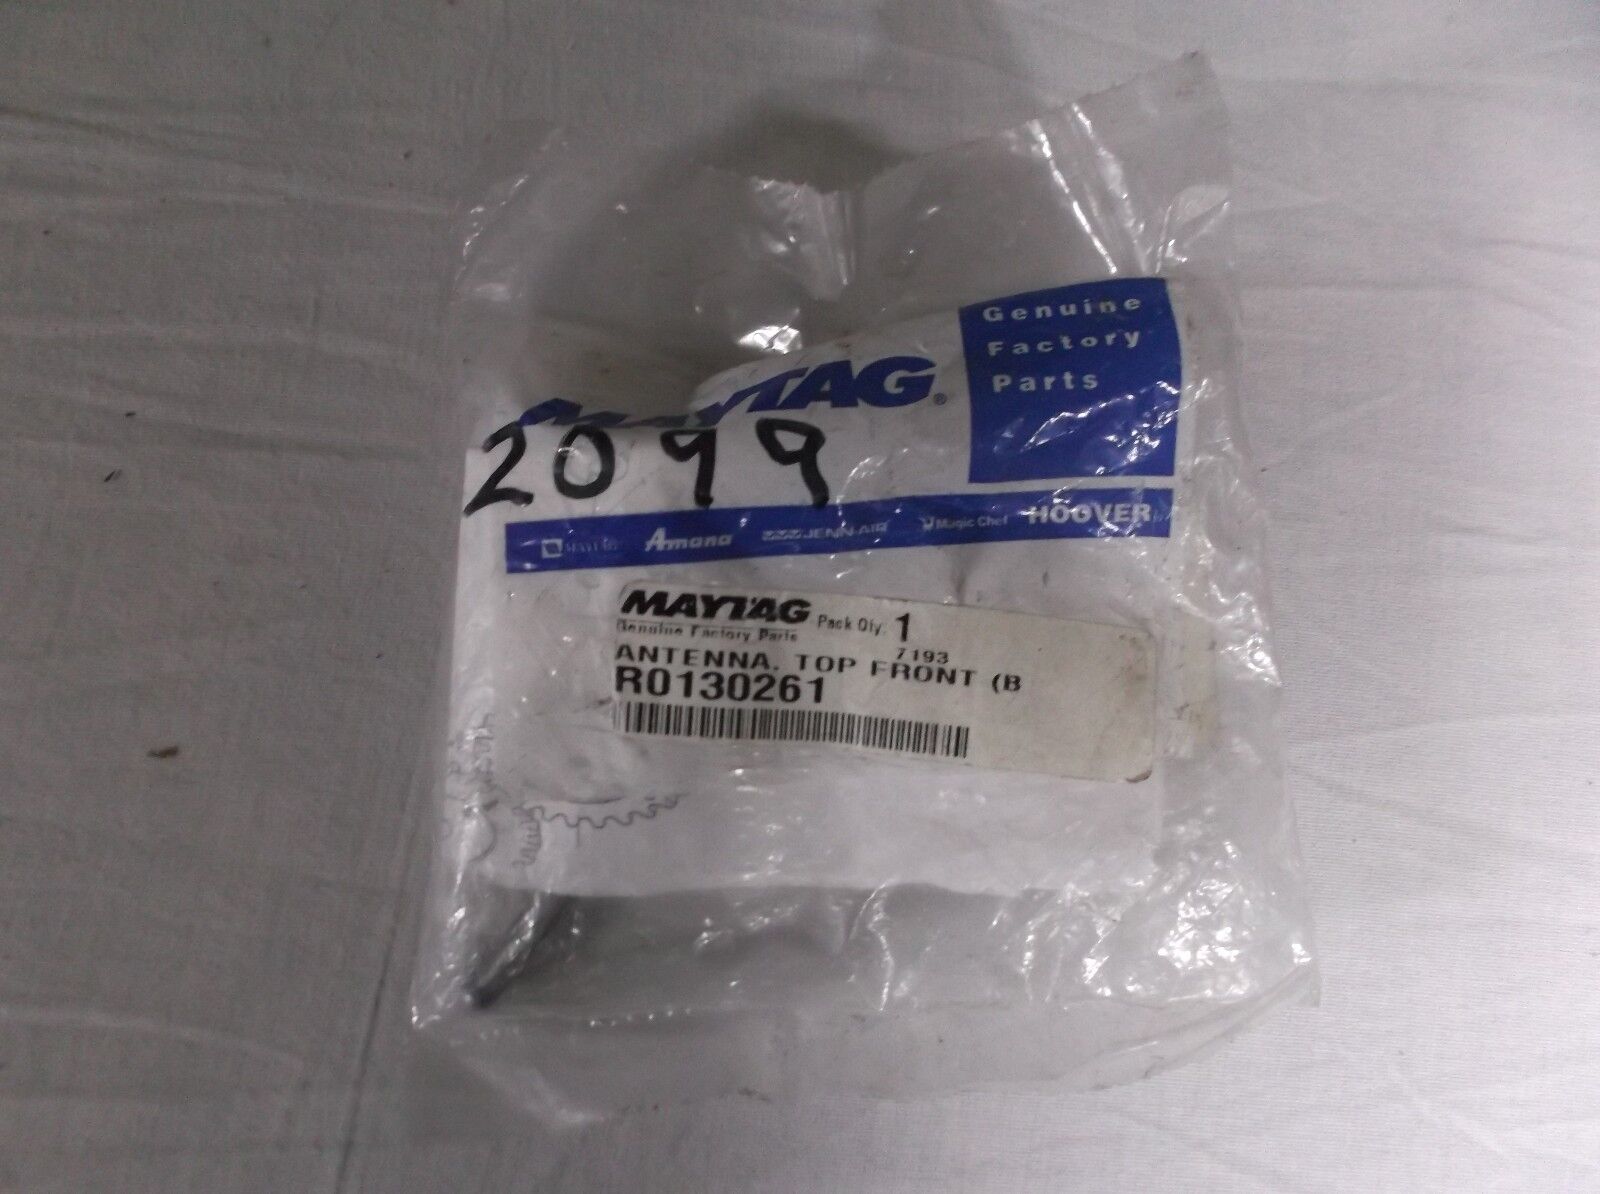 Genuine
Factory
Parts
MAYTAG®
2099
MAYTAG Amana JENN-AIR Magic Chef HOOVER
MAYTAG Pack Qty: 1
Genuine Factory Parts
7193
ANTENNA, TOP FRONT (B
R0130261